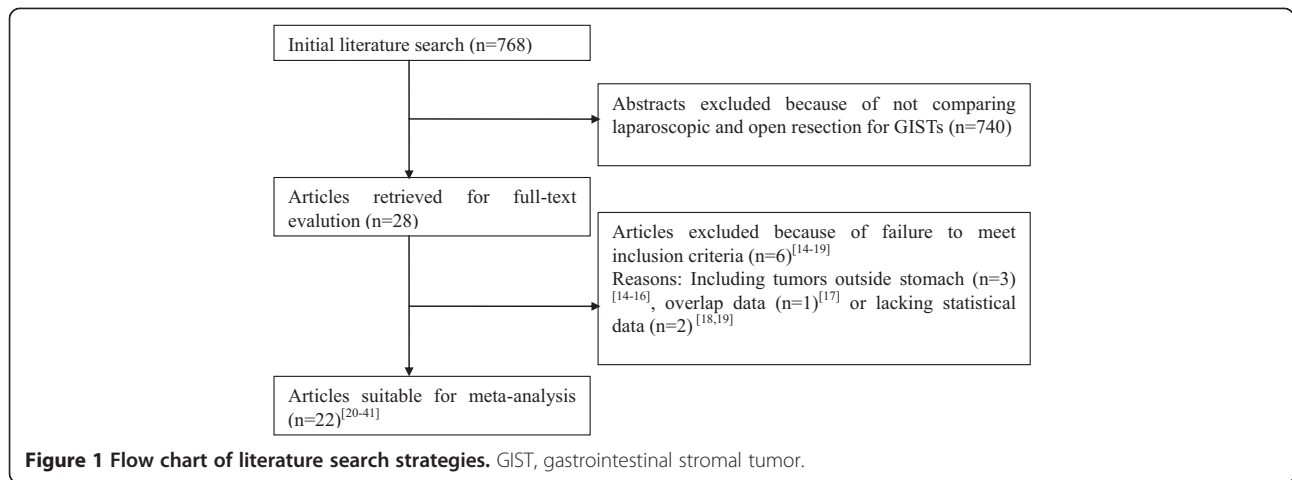 Initial literature search (n=768)
Abstracts excluded because of not comparing
laparoscopic and open resection for GISTs (n=740)
Articles retrieved for full-text
evalution (n=28)
Articles excluded because of failure to meet
inclusion criteria (n=6)[14-19]
Reasons: Including tumors outside stomach (n=3)
[14-16], overlap data (n=1)[17] or lacking statistical
data (n=2) [18,19]
Articles suitable for meta-analysis
(n=22)[20-41]
Figure 1 Flow chart of literature search strategies. GIST, gastrointestinal stromal tumor.